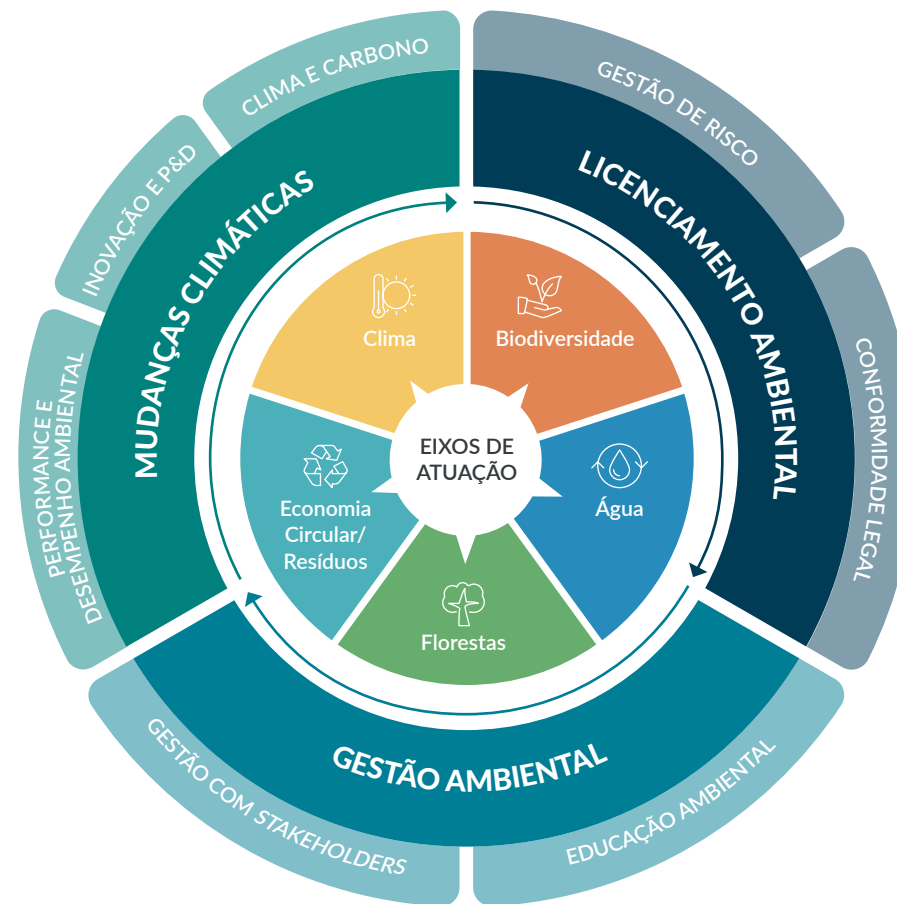 CLIMA E CARBONO
GESTÃO DE RISCO
INOVAÇÃO E P&D
MUDANÇAS CLIMÁTICAS
LICENCIAMENTO AMBIENTAL
CONFORMIDADE LEGAL
PERFORMANCE E
DESEMPENHO AMBIENTAL
Clima
Biodiversidade
EIXOS DE
ATUAÇÃO
Economia
Circular/
Resíduos
Água
Florestas
GESTÃO AMBIENTAL
GESTÃO COM STAKEHOLDERS
EDUCAÇÃO AMBIENTAL